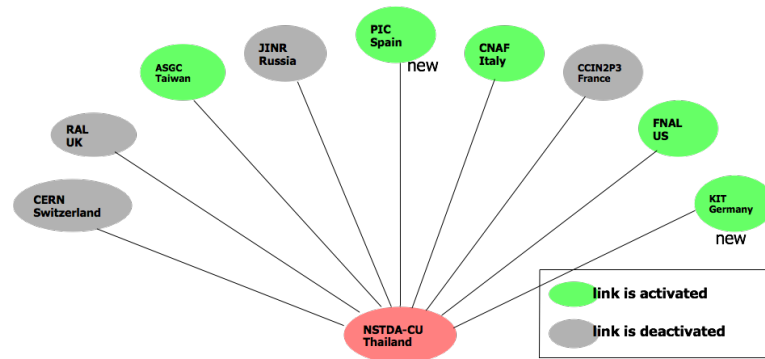 PIC
Spain
new
JINR
Russia
CNAF
Italy
ASGC
Taiwan
CCIN2P3
France
RAL
UK
FNAL
US
CERN
Switzerland
KIT
Germany
new
link is activated
link is deactivated
NSTDA-CU
Thailand